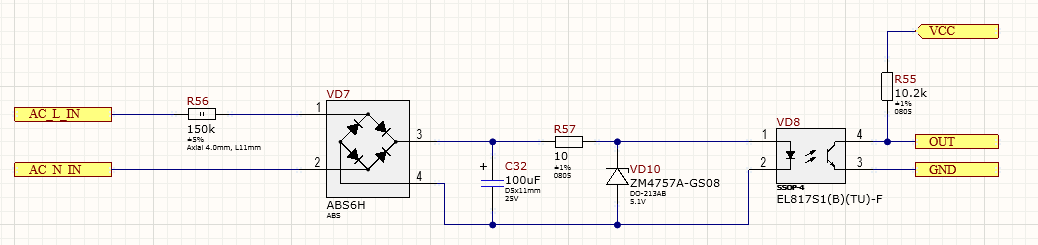 VCC
VD7
R55
R56
10.2k
±1%
0805
AC_L_IN
1
150k
±5%
Axial 4.0mm, L11mm
R57
VD8
3
1
4
OUT
10
±1%
0805
AC_N_IN
2
+
C32
100uF
D5x11mm
25V
4
VD10
ZM4757A-GS08
DO-213AB
5.1V
2
3
GND
SSOP-4
EL817S1(B)(TU)-F
ABS6H
ABS